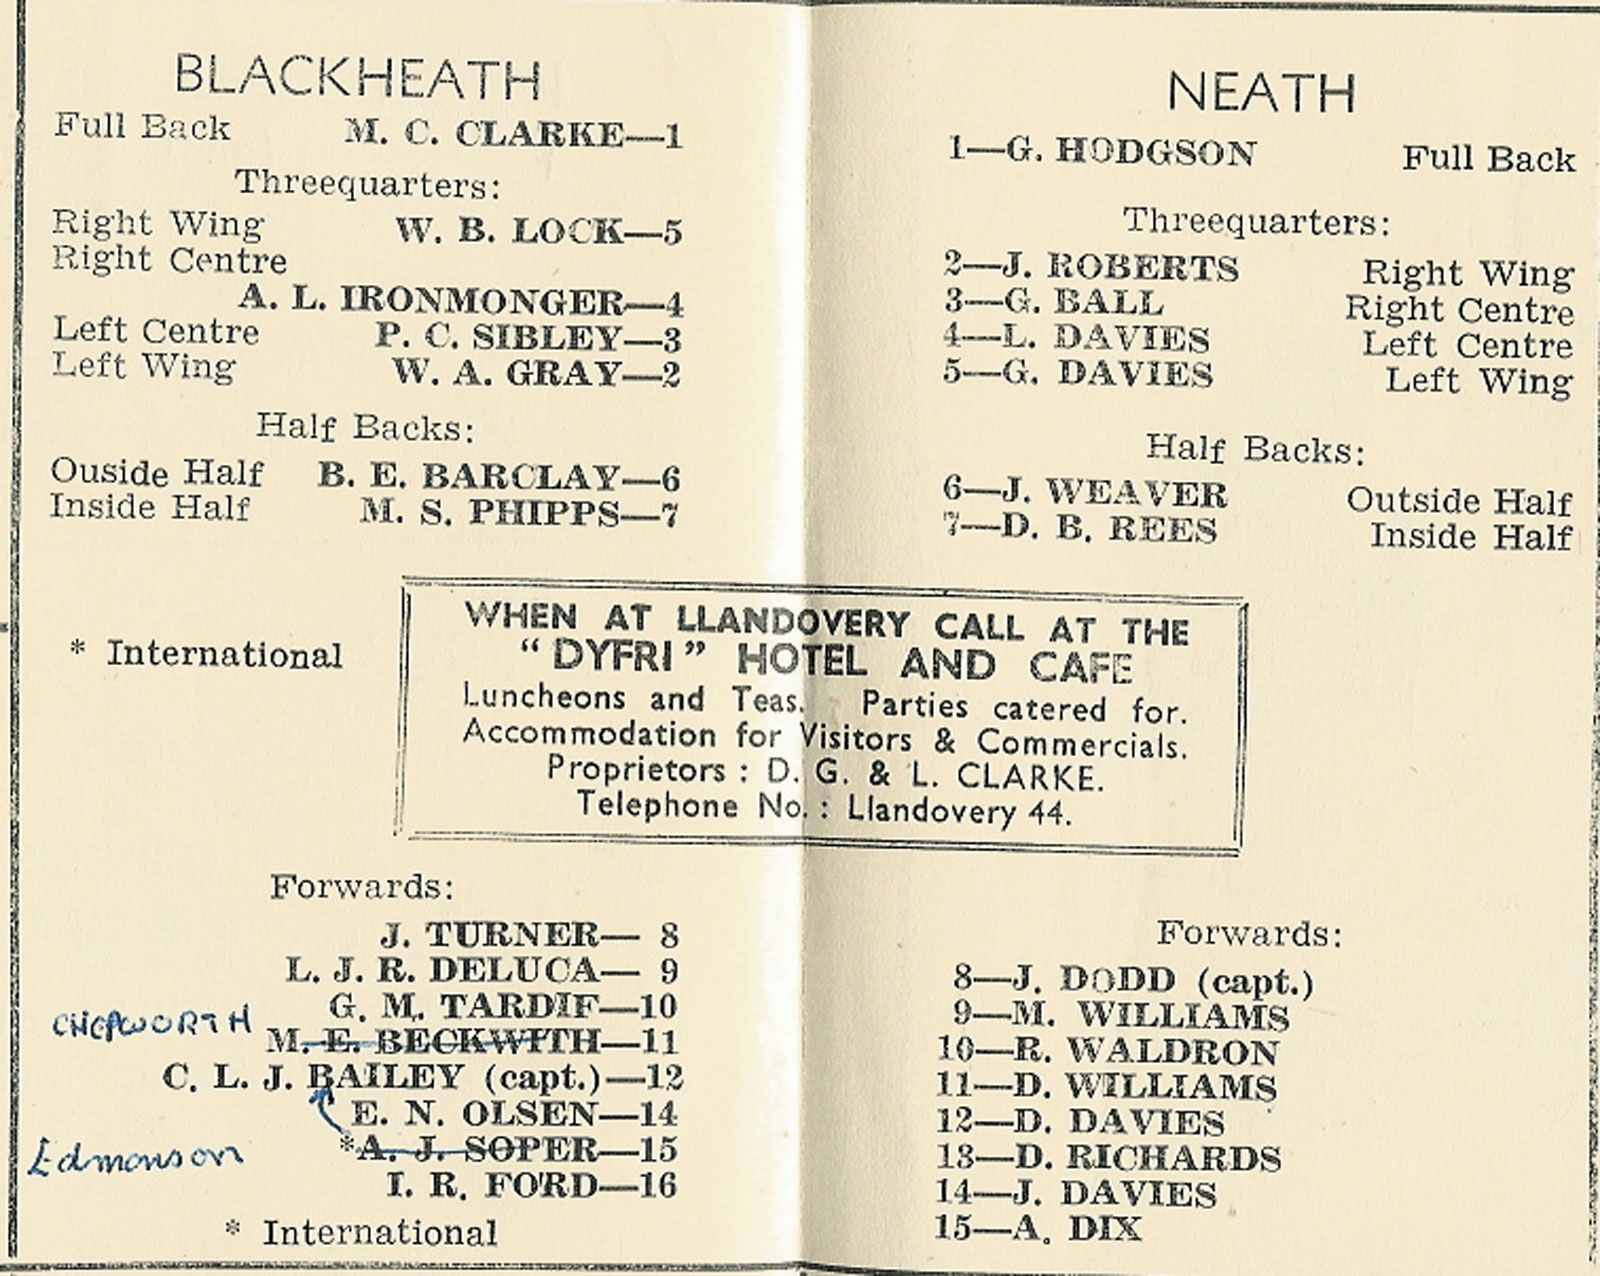 BLACKHEATH
Full Back M. C. CLARKE—1
Threequarters:
Right Wing W. B. LOCK—5
Right Centre
A. L. IRONMONGER—4
Left Centre P. C. SIBLEY—3
Left Wing W. A. GRAY—2
Half Backs:
Ouside Half B. E. BARCLAY—6
Inside Half M. S. PHIPPS—7
* International
NEATH
1—G. HODGSON Full Back
Threequarters:
2—J. ROBERTS Right Wing
3—G. BALL Right Centre
4—L. DAVIES Left Centre
5—G. DAVIES Left Wing
Half Backs:
6—J. WEAVER Outside Half
7—D. B. REES Inside Half
WHEN AT LLANDOVERY CALL AT THE
“DYFRI” HOTEL AND CAFE
Luncheons and Teas. Parties catered for.
Accommodation for Visitors & Commercials.
Proprietors : D. G. & L. CLARKE.
Telephone No. : Llandovery 44.
Forwards:
J. TURNER— 8
L. J. R. DELUCA— 9
G. M. TARDIF—10
CHEPWORTH M. E. BECKWITH—11
C. L. J. BAILEY (capt.)—12
E. N. OLSEN—14
Edmonson *A. J. SOPER—15
I. R. FORD—16
* International
Forwards:
8—J. DODD (capt.)
9—M. WILLIAMS
10—R. WALDRON
11—D. WILLIAMS
12—D. DAVIES
13—D. RICHARDS
14—J. DAVIES
15—A. DIX